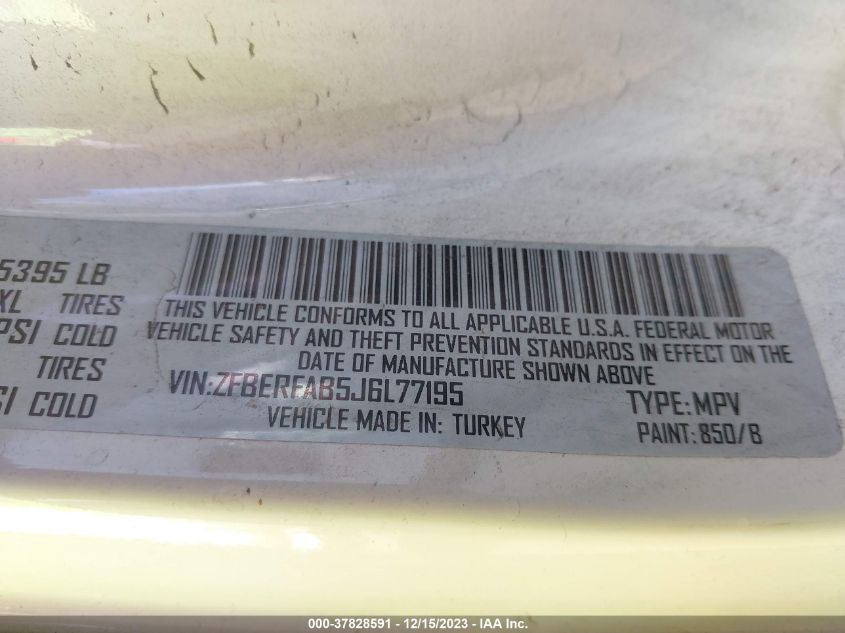 5395 LB
XL TIRES
PSI COLD
TIRES
SI COLD
THIS VEHICLE CONFORMS TO ALL APPLICABLE U.S.A. FEDERAL MOTOR
VEHICLE SAFETY AND THEFT PREVENTION STANDARDS IN EFFECT ON THE
DATE OF MANUFACTURE SHOWN ABOVE
VIN:ZFBERFAB5J6L77195
TYPE:MPV
VEHICLE MADE IN: TURKEY
PAINT:850/B
000-37828591 - 12/15/2023 - IAA Inc.